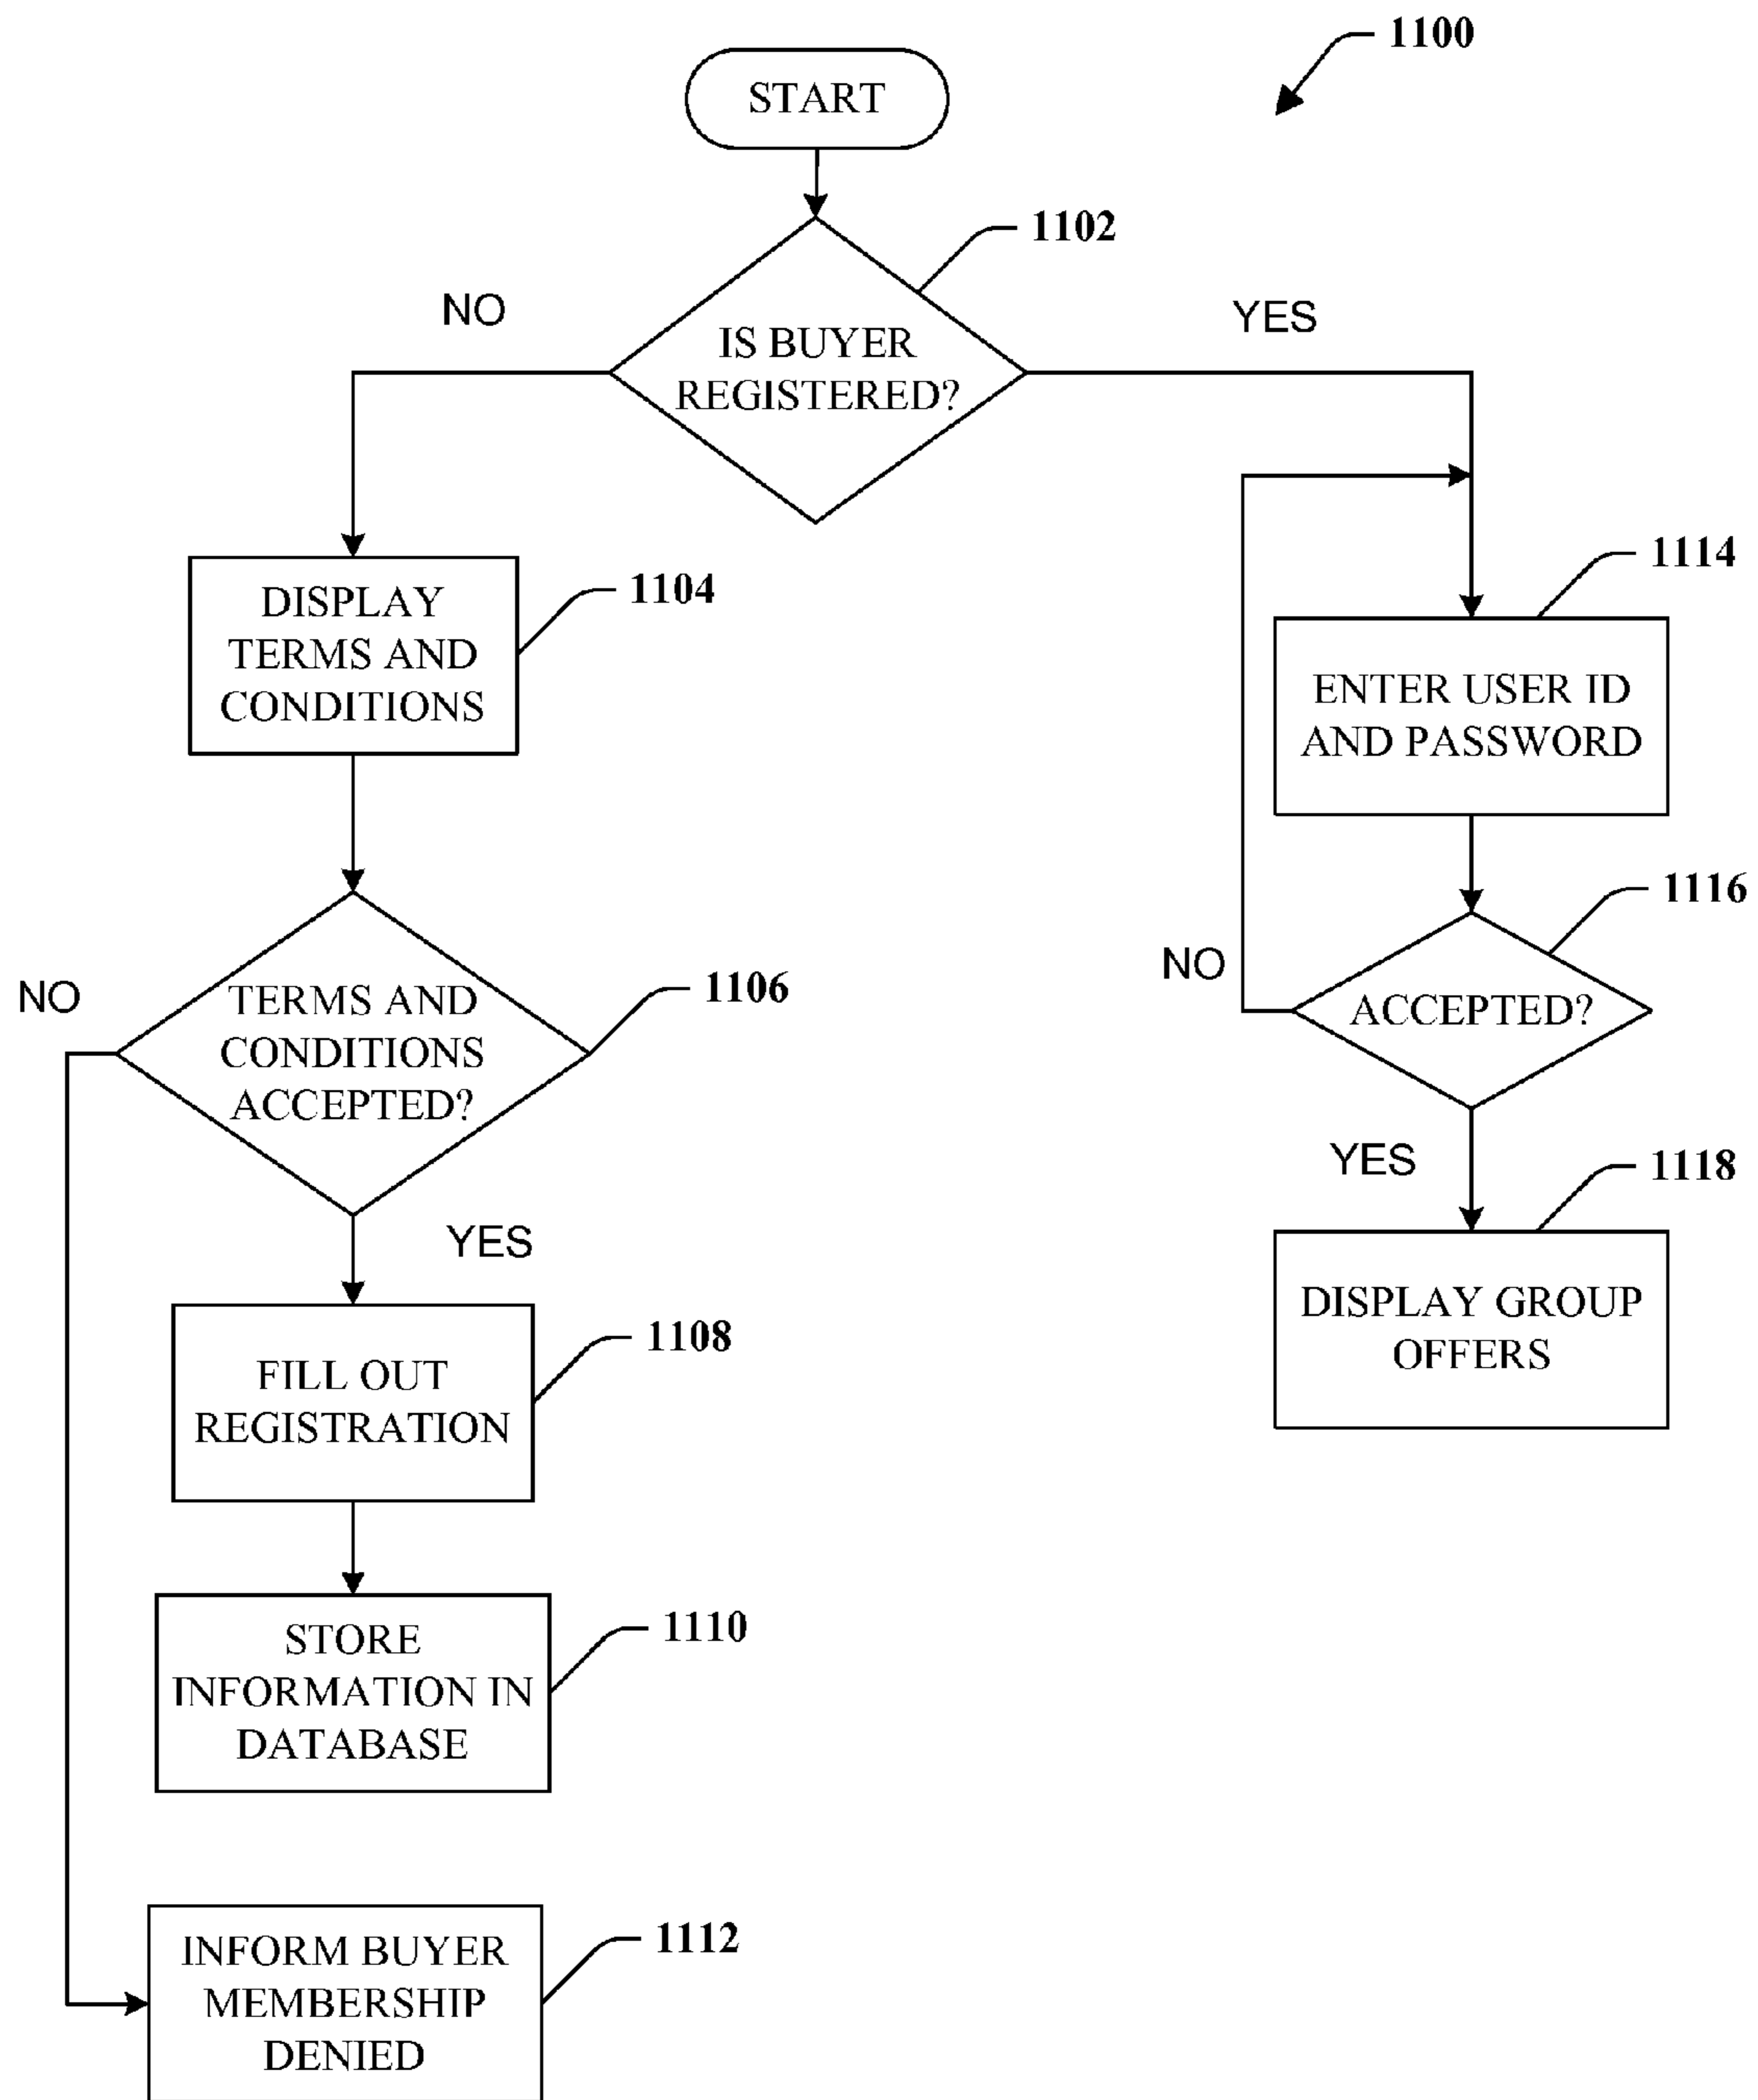 1100
START
1102
NO
YES
IS BUYER
REGISTERED?
1104
DISPLAY
TERMS AND
CONDITIONS
1114
ENTER USER ID
AND PASSWORD
1106
NO
TERMS AND
CONDITIONS
ACCEPTED?
1116
NO
ACCEPTED?
YES
YES
1118
DISPLAY GROUP
OFFERS
1108
FILL OUT
REGISTRATION
1110
STORE
INFORMATION IN
DATABASE
1112
INFORM BUYER
MEMBERSHIP
DENIED